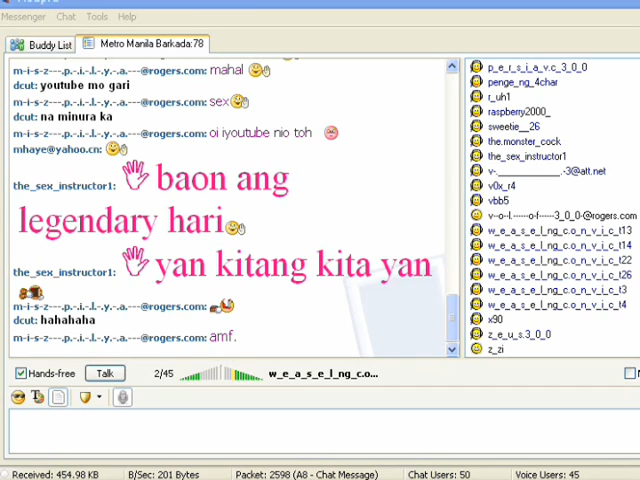 Messenger Chat Tools Help
Buddy List Metro Manila Barkada:78
m-i-s-z---.p.-.i.-.l.-.y.-.a.---@rogers.com: mahal
dcut: youtube mo gari
m-i-s-z---.p.-.i.-.l.-.y.-.a.---@rogers.com: sex
dcut: na minura ka
m-i-s-z---.p.-.i.-.l.-.y.-.a.---@rogers.com: oi iyoutube nio toh
mhaye@yahoo.cn:
the_sex_instructor1: baon ang
legendary hari
the_sex_instructor1: yan kitang kita yan
m-i-s-z---.p.-.i.-.l.-.y.-.a.---@rogers.com:
dcut: hahahaha
m-i-s-z---.p.-.i.-.l.-.y.-.a.---@rogers.com: amf.
p_e_r_s_i_a_v.c_3_0_0
penge_ng_4char
r_uh1
raspberry2000_
sweetie__26
the.monster_cock
the_sex_instructor1
v0x_r4
vbb5
w_e_a_s_e_l_ng_c.o_n_v_i_c_t13
w_e_a_s_e_l_ng_c.o_n_v_i_c_t14
w_e_a_s_e_l_ng_c.o_n_v_i_c_t22
w_e_a_s_e_l_ng_c.o_n_v_i_c_t26
w_e_a_s_e_l_ng_c.o_n_v_i_c_t3
w_e_a_s_e_l_ng_c.o_n_v_i_c_t4
x90
z_e_u_s.3_0_0
z_zi
Hands-free Talk 2/45 w_e_a_s_e_l_ng_c.o...
Received: 454.98 KB B/Sec: 201 Bytes Packet: 2598 (A8 - Chat Message) Chat Users: 50 Voice Users: 45